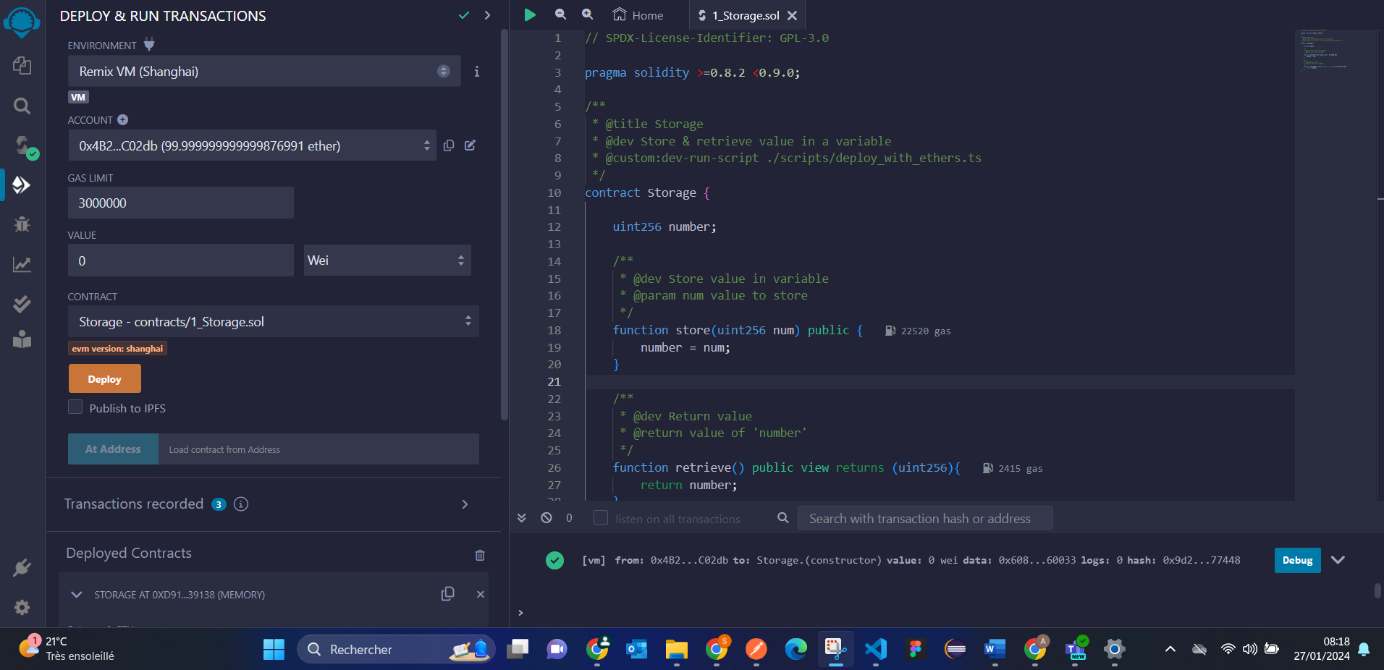 DEPLOY & RUN TRANSACTIONS
ENVIRONMENT
Remix VM (Shanghai)
VM
ACCOUNT
0x4B2...C02db (99.999999999999876991 ether)
GAS LIMIT
3000000
VALUE
0
Wei
CONTRACT
Storage - contracts/1_Storage.sol
evm version: shanghai
Deploy
Publish to IPFS
At Address
Load contract from Address
Transactions recorded 3 i
Deployed Contracts
STORAGE AT 0XD91...39138 (MEMORY)
Home
1_Storage.sol
1 // SPDX-License-Identifier: GPL-3.0
2
3 pragma solidity >=0.8.2 <0.9.0;
4
5 /**
6 * @title Storage
7 * @dev Store & retrieve value in a variable
8 * @custom:dev-run-script ./scripts/deploy_with_ethers.ts
9 */
10 contract Storage {
11
12 uint256 number;
13
14 /**
15 * @dev Store value in variable
16 * @param num value to store
17 */
18 function store(uint256 num) public { 22520 gas
19 number = num;
20 }
21
22 /**
23 * @dev Return value
24 * @return value of 'number'
25 */
26 function retrieve() public view returns (uint256){ 2415 gas
27 return number;
0
listen on all transactions
Search with transaction hash or address
[vm] from: 0x4B2...C02db to: Storage.(constructor) value: 0 wei data: 0x608...60033 logs: 0 hash: 0x9d2...77448
Debug
>
1
21°C
Très ensoleillé
Rechercher
NEW
08:18
27/01/2024